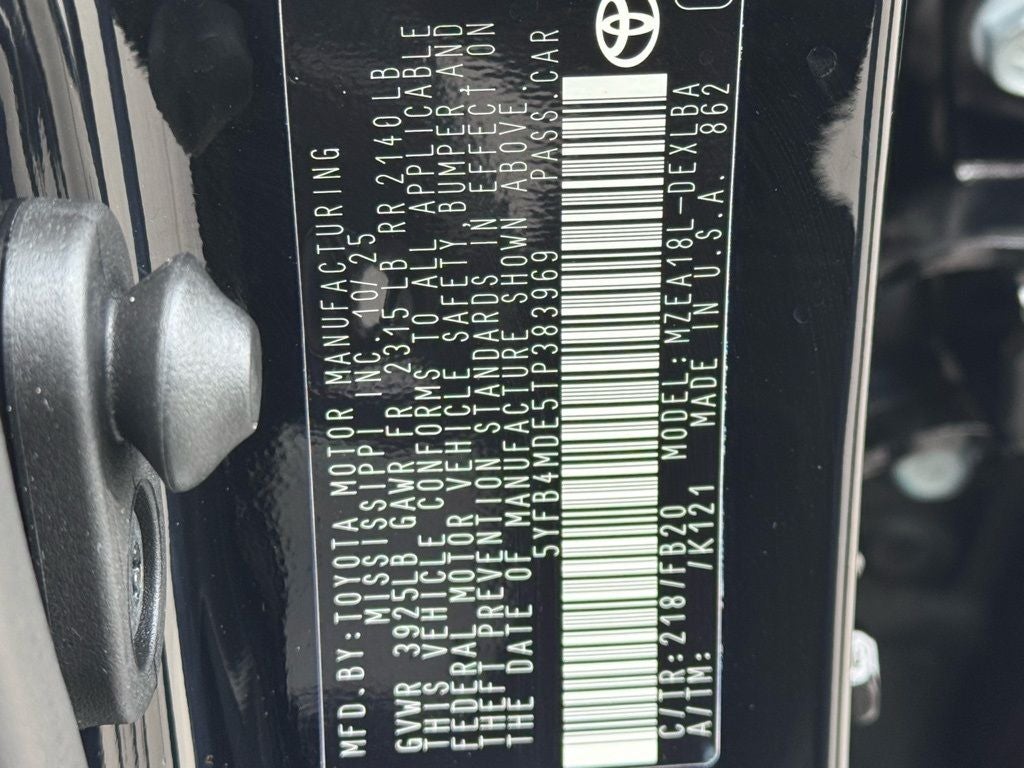 MFD.BY:TOYOTA MOTOR MANUFACTURING
MISSISSIPPI INC. 10/25
GVWR 3925LB GAWR FR 2315 LB RR 2140LB
THIS VEHICLE CONFORMS TO ALL APPLICABLE
FEDERAL MOTOR VEHICLE SAFETY, BUMPER AND
THEFT PREVENTION STANDARDS IN EFFECT ON
THE DATE OF MANUFACTURE SHOWN ABOVE.
5YFB4MDE5TP383969 PASS.CAR
C/TR:218/FB20 MODEL:MZEA18L-DEXLBA
A/TM: /K121 MADE IN U.S.A. 862